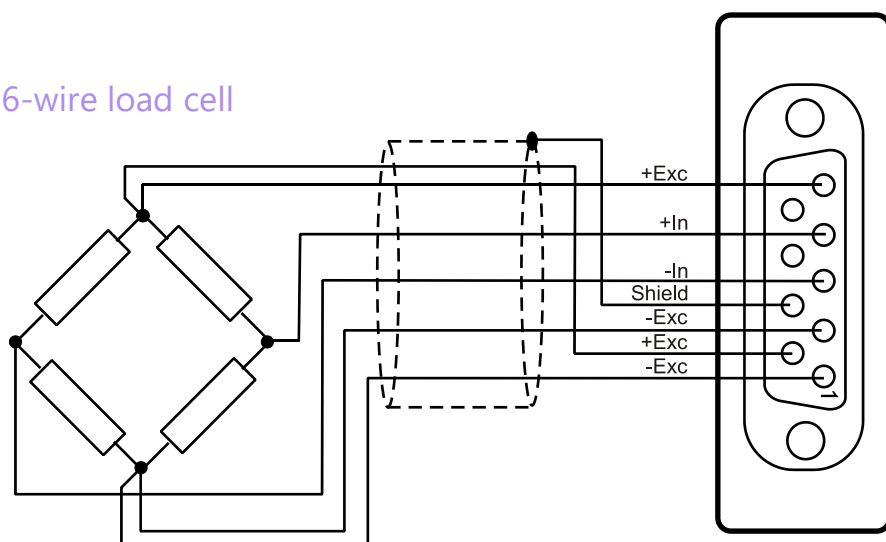 6-wire load cell
+Exc
+In
-In
Shield
-Exc
+Exc
-Exc
1